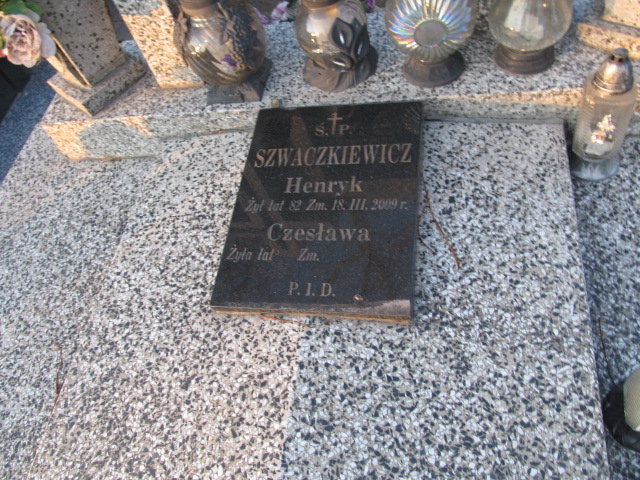 Ś.†P.
SZWACZKIEWICZ
Henryk
Żył lat 82 Zm. 18. III. 2009 r.
Czesława
Żyła lat Zm.
P. I. D.